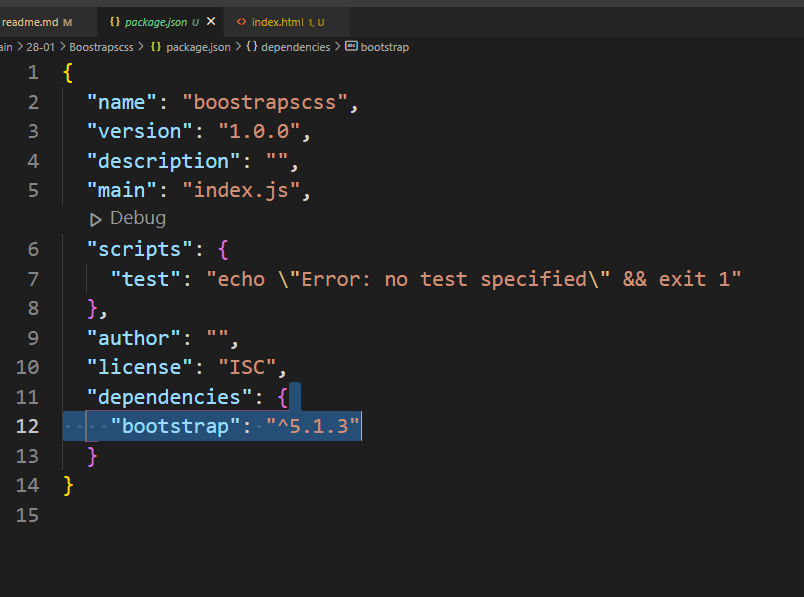 readme.md M {} package.json U × <> index.html 1, U
ain > 28-01 > Boostrapscss > {} package.json > {} dependencies > abc bootstrap
1 {
2 "name": "boostrapscss",
3 "version": "1.0.0",
4 "description": "",
5 "main": "index.js",
Debug
6 "scripts": {
7 "test": "echo \"Error: no test specified\" && exit 1"
8 },
9 "author": "",
10 "license": "ISC",
11 "dependencies": {
12 "bootstrap": "^5.1.3"
13 }
14 }
15